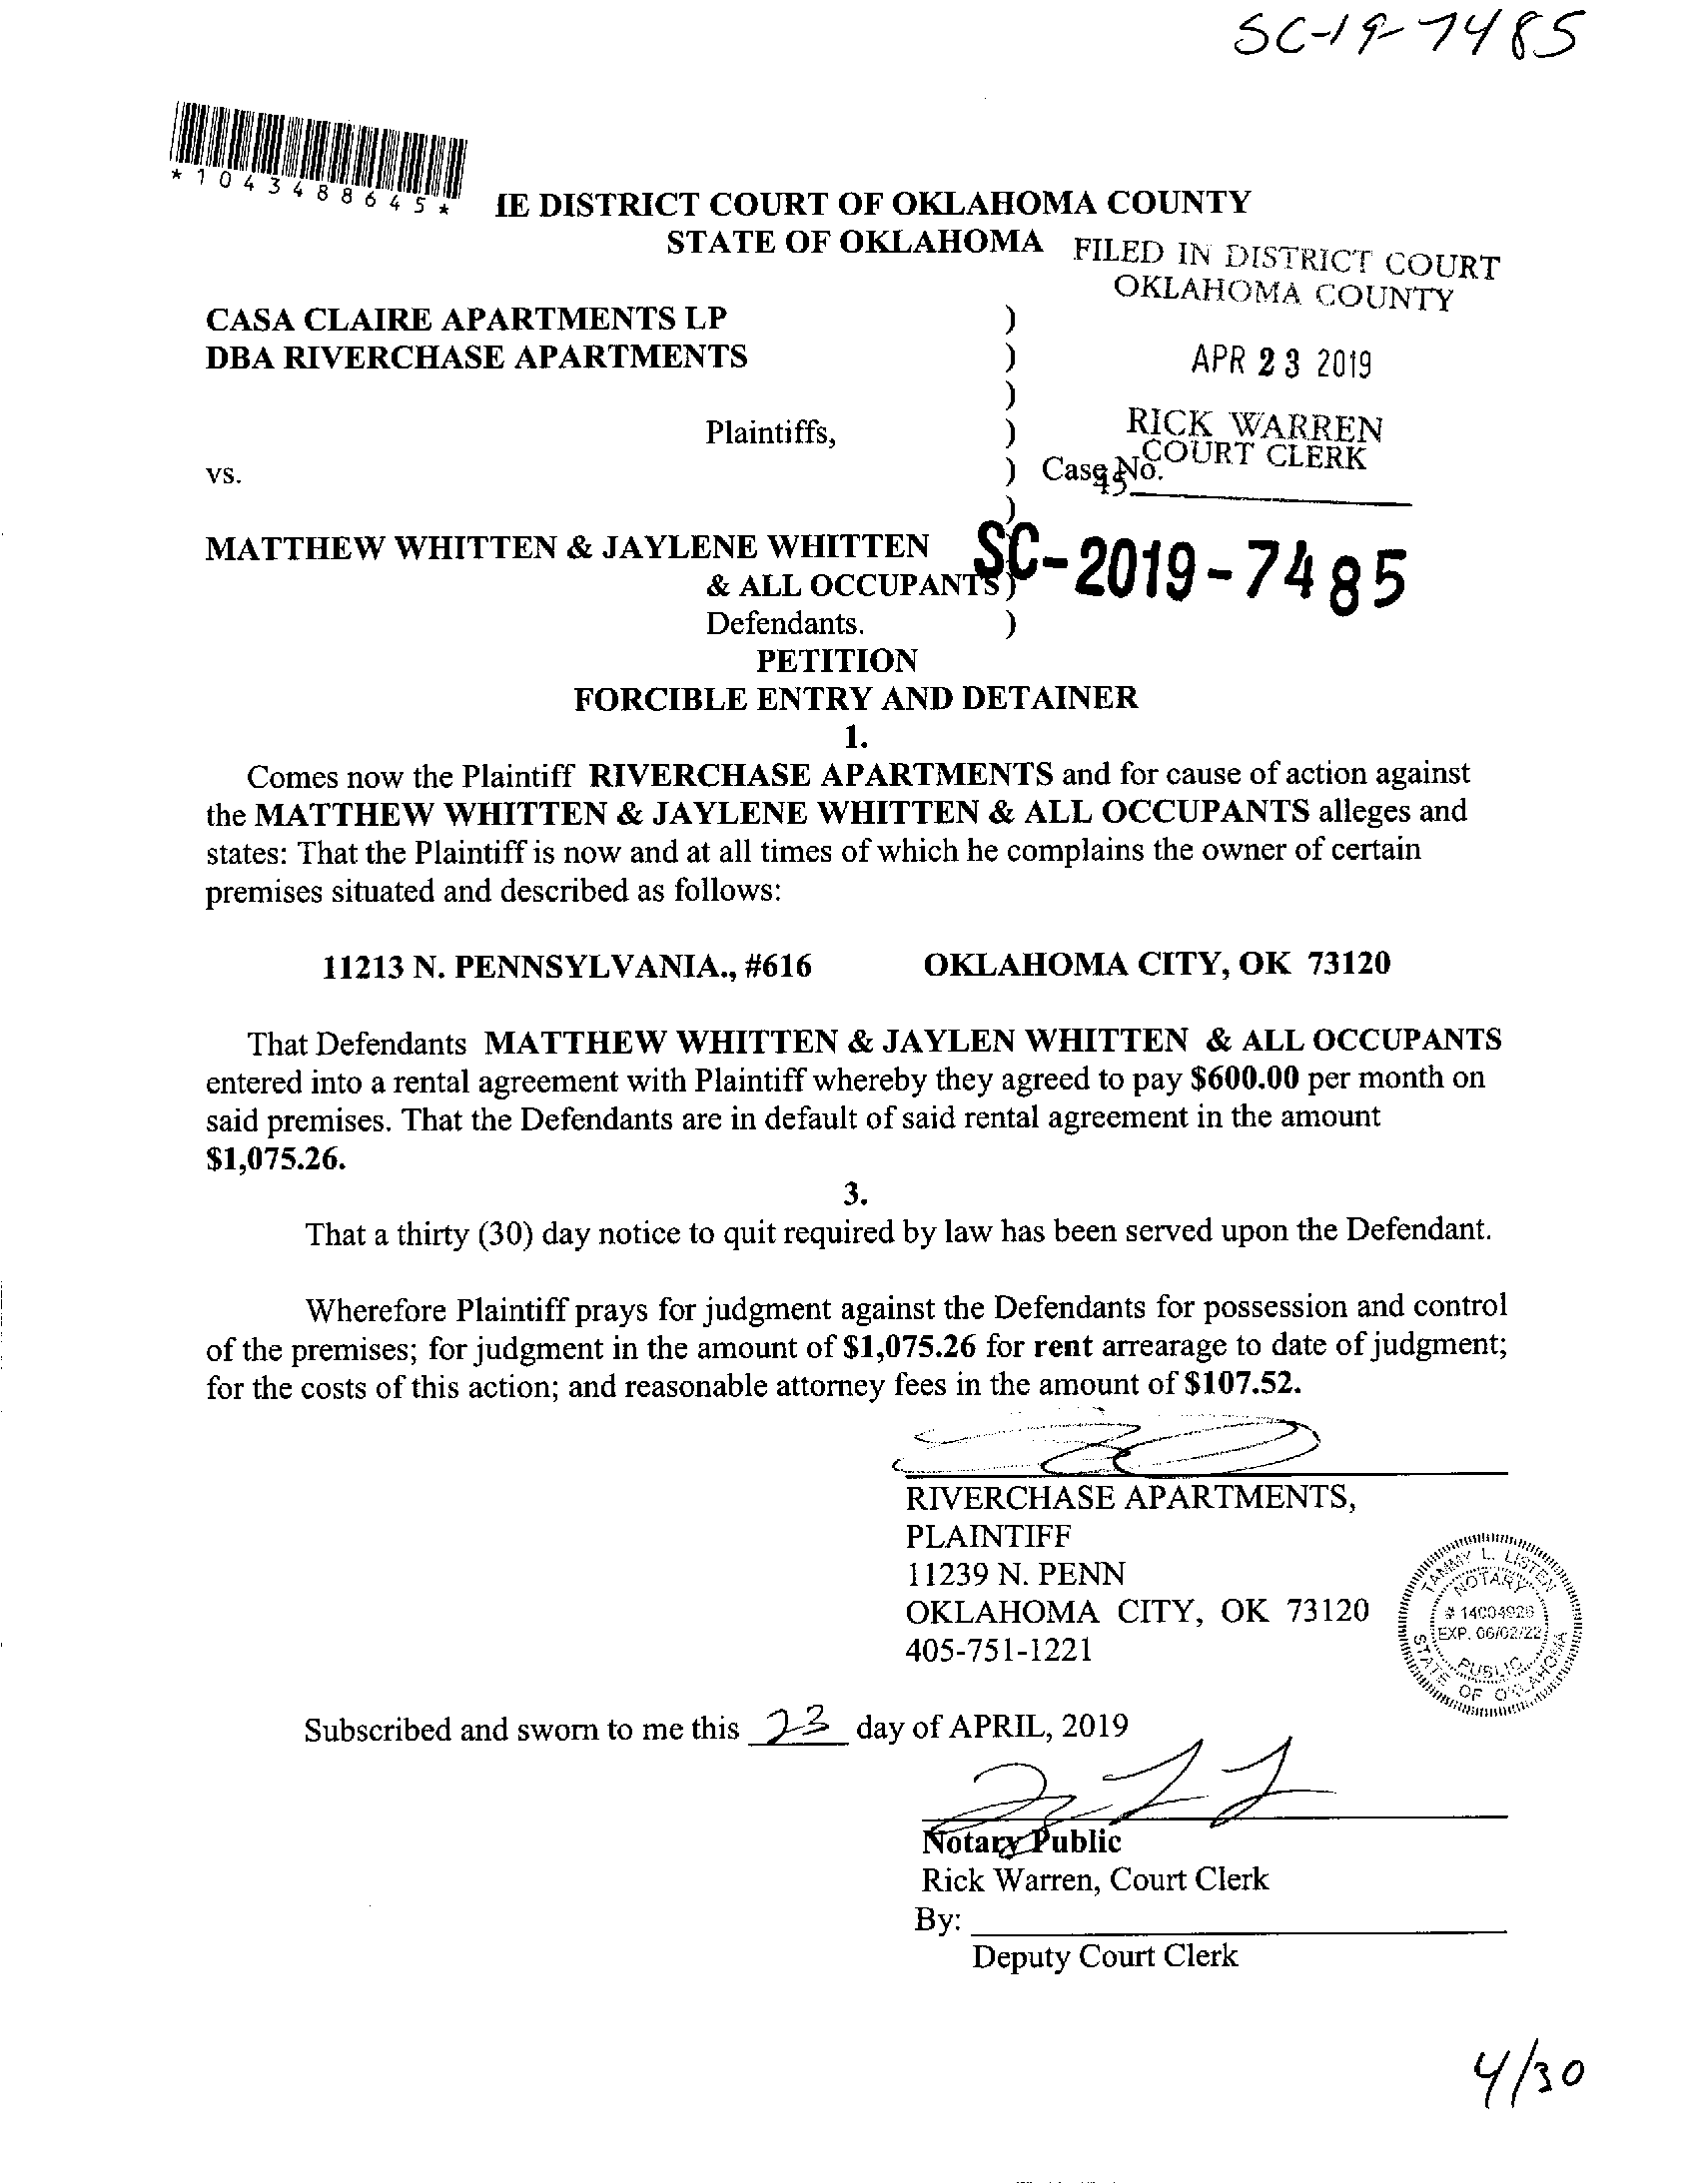 SC-19-7485
*1043488645*
IE DISTRICT COURT OF OKLAHOMA COUNTY
STATE OF OKLAHOMA
FILED IN DISTRICT COURT
OKLAHOMA COUNTY
CASA CLAIRE APARTMENTS LP )
DBA RIVERCHASE APARTMENTS )
APR 23 2019
)
Plaintiffs, )
RICK WARREN
COURT CLERK
vs. ) Case No.
45
)
MATTHEW WHITTEN & JAYLENE WHITTEN
SC-2019-7485
& ALL OCCUPANTS )
Defendants. )
PETITION
FORCIBLE ENTRY AND DETAINER
1.
Comes now the Plaintiff RIVERCHASE APARTMENTS and for cause of action against
the MATTHEW WHITTEN & JAYLENE WHITTEN & ALL OCCUPANTS alleges and
states: That the Plaintiff is now and at all times of which he complains the owner of certain
premises situated and described as follows:
11213 N. PENNSYLVANIA., #616 OKLAHOMA CITY, OK 73120
That Defendants MATTHEW WHITTEN & JAYLEN WHITTEN & ALL OCCUPANTS
entered into a rental agreement with Plaintiff whereby they agreed to pay $600.00 per month on
said premises. That the Defendants are in default of said rental agreement in the amount
$1,075.26.
3.
That a thirty (30) day notice to quit required by law has been served upon the Defendant.
Wherefore Plaintiff prays for judgment against the Defendants for possession and control
of the premises; for judgment in the amount of $1,075.26 for rent arrearage to date of judgment;
for the costs of this action; and reasonable attorney fees in the amount of $107.52.
RIVERCHASE APARTMENTS,
PLAINTIFF
11239 N. PENN
OKLAHOMA CITY, OK 73120
405-751-1221
TAMMY L. LISTEN
NOTARY
# 14004926
EXP. 06/02/22
PUBLIC
STATE OF OKLAHOMA
Subscribed and sworn to me this 23 day of APRIL, 2019
Notary Public
Rick Warren, Court Clerk
By:
Deputy Court Clerk
4/30